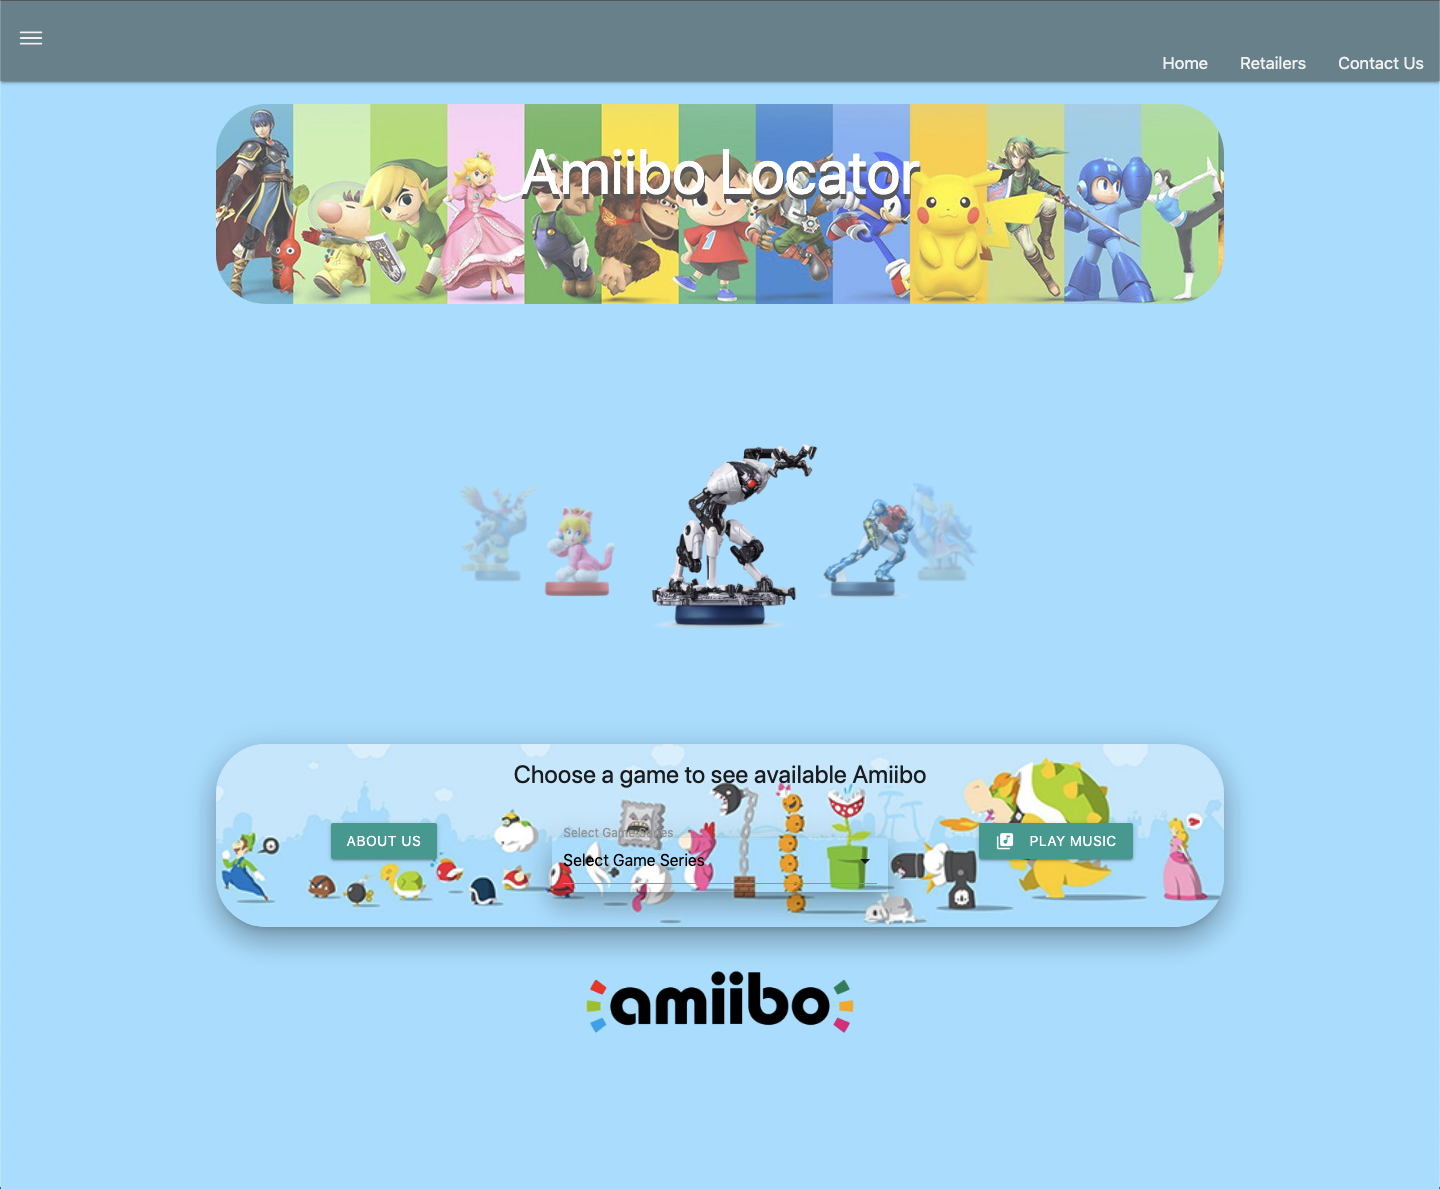 Home Retailers Contact Us
Amiibo Locator
1
Choose a game to see available Amiibo
ABOUT US
Select Game Series
Select Game Series
PLAY MUSIC
amiibo